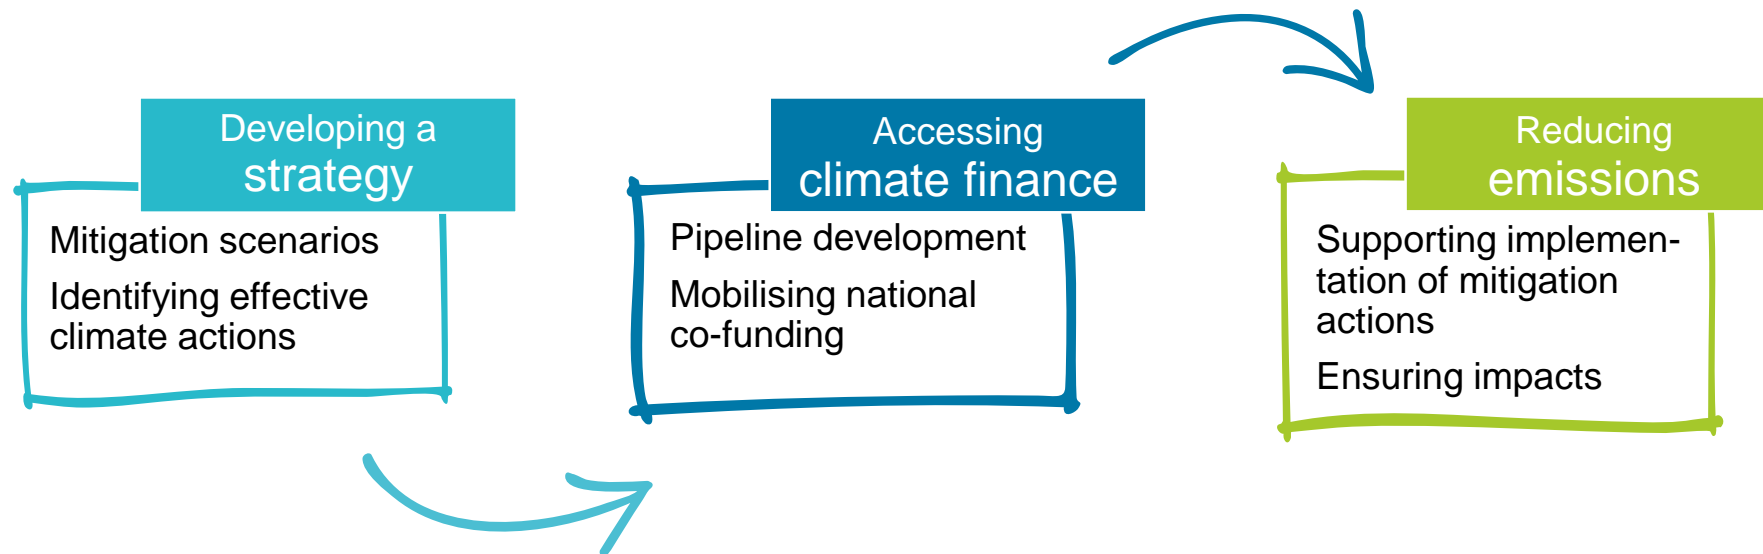 Developing a
strategy
Mitigation scenarios
Identifying effective
climate actions
Accessing
climate finance
Pipeline development
Mobilising national
co-funding
Reducing
emissions
Supporting implemen-
tation of mitigation
actions
Ensuring impacts